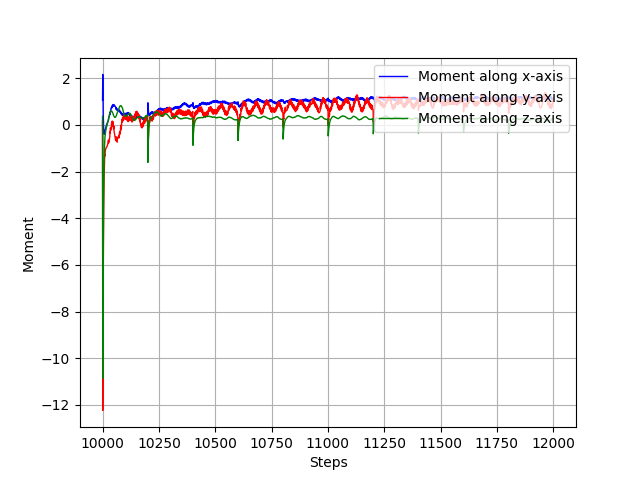 Moment along x-axis
Moment along y-axis
Moment along z-axis
2
0
−2
−4
−6
−8
−10
−12
Moment
10000 10250 10500 10750 11000 11250 11500 11750 12000
Steps